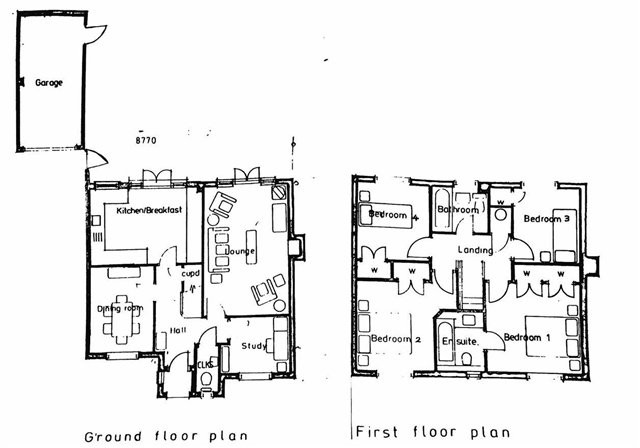 Garage
8770
Kitchen/Breakfast
Lounge
cupd
Dining room
Hall
CLKS
Study
Ground floor plan
Bedroom 4
Bathroom
W
Bedroom 3
Landing
W
W
W
W
Bedroom 2
En suite
Bedroom 1
First floor plan